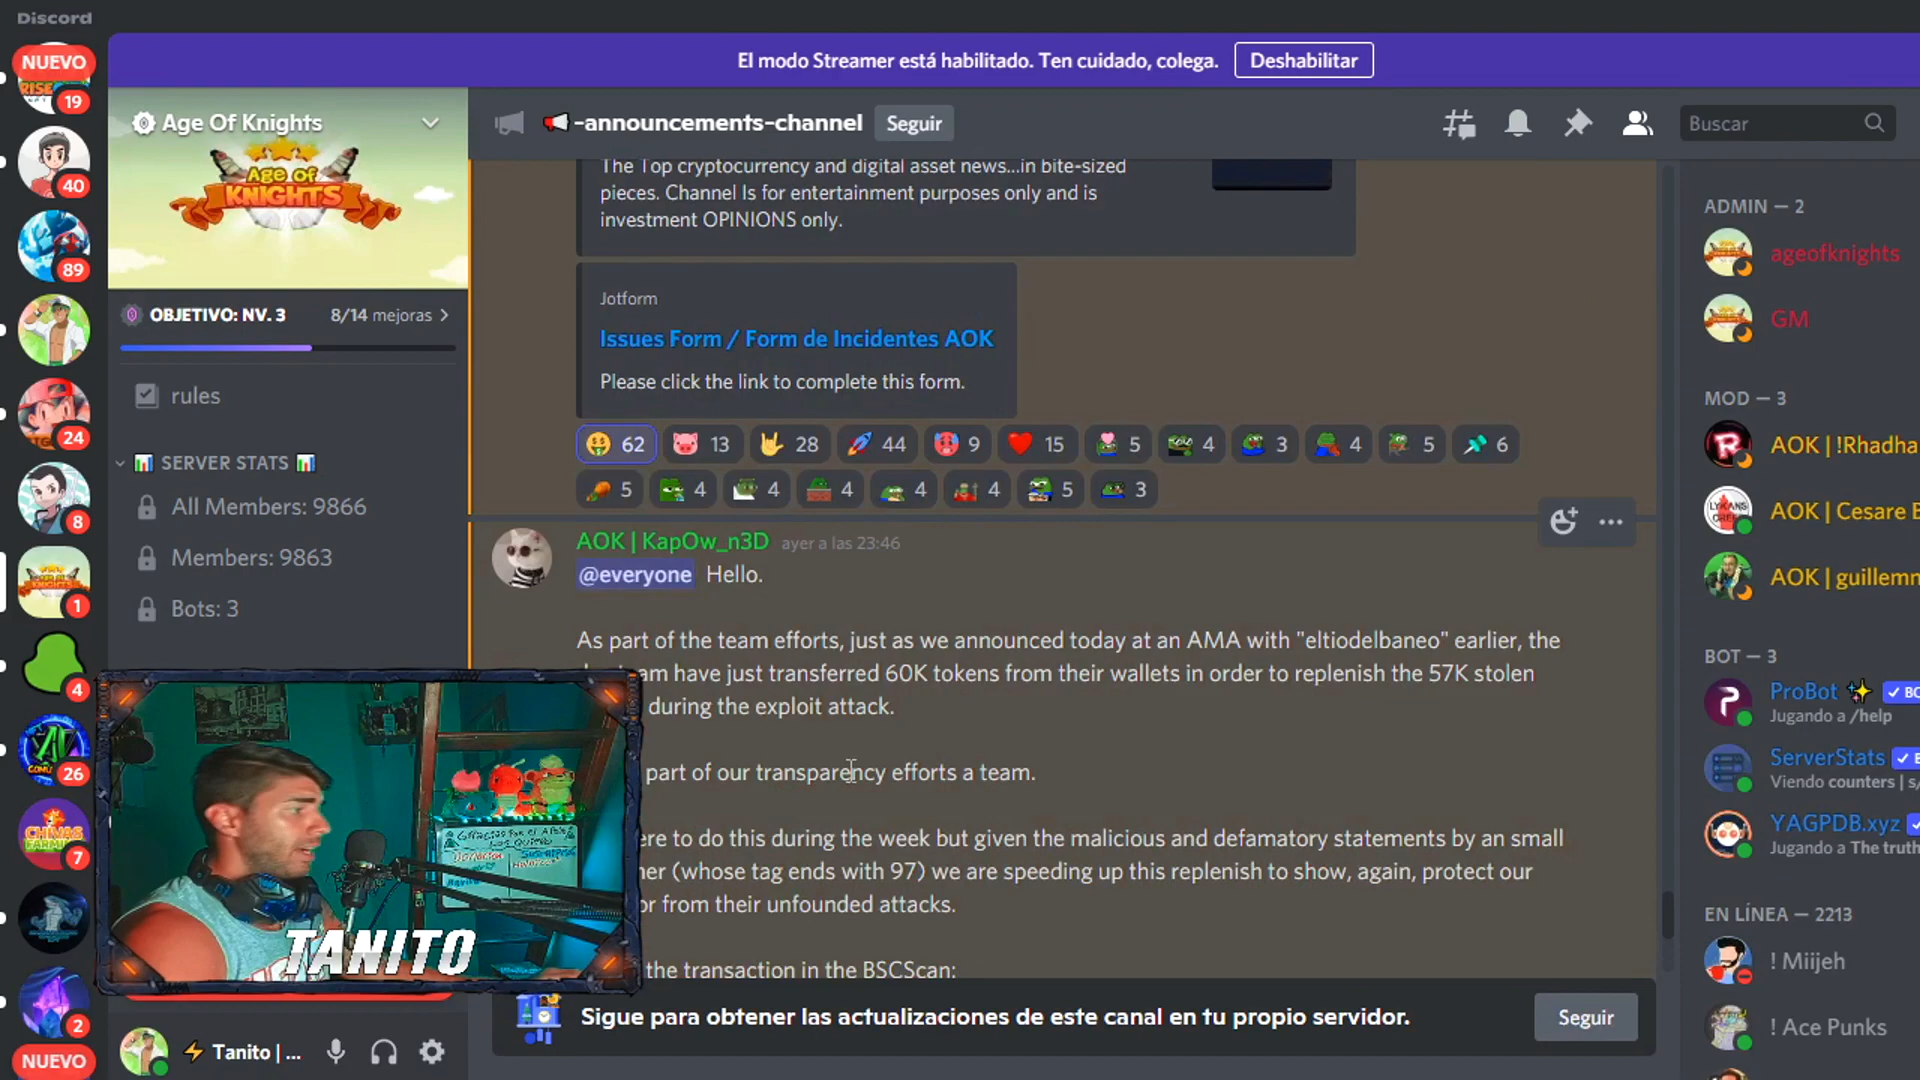 Discord
El modo Streamer está habilitado. Ten cuidado, colega.
Deshabilitar
NUEVO
19
40
89
24
8
1
4
26
CHIVAS
FARMING
7
2
NUEVO
Age Of Knights
Age of
KNIGHTS
OBJETIVO: NV. 3
8/14 mejoras
rules
SERVER STATS
All Members: 9866
Members: 9863
Bots: 3
TANITO
Tanito | ...
-announcements-channel
Seguir
Buscar
The Top cryptocurrency and digital asset news...in bite-sized
pieces. Channel Is for entertainment purposes only and is
investment OPINIONS only.
Jotform
Issues Form / Form de Incidentes AOK
Please click the link to complete this form.
62 13 28 44 9 15 5 4 3 4 5 6
5 4 4 4 4 4 5 3
AOK | KapOw_n3D ayer a las 23:46
@everyone Hello.
As part of the team efforts, just as we announced today at an AMA with "eltiodelbaneo" earlier, the
have just transferred 60K tokens from their wallets in order to replenish the 57K stolen
during the exploit attack.
part of our transparency efforts a team.
to do this during the week but given the malicious and defamatory statements by an small
(whose tag ends with 97) we are speeding up this replenish to show, again, protect our
from their unfounded attacks.
the transaction in the BSCScan:
Sigue para obtener las actualizaciones de este canal en tu propio servidor.
Seguir
ADMIN — 2
ageofknights
GM
MOD — 3
AOK | !Rhadha
AOK | Cesare B
AOK | guillemn
BOT — 3
ProBot
BO
Jugando a /help
ServerStats
Viendo counters | s/
YAGPDB.xyz
Jugando a The truth
EN LÍNEA — 2213
! Miijeh
! Ace Punks